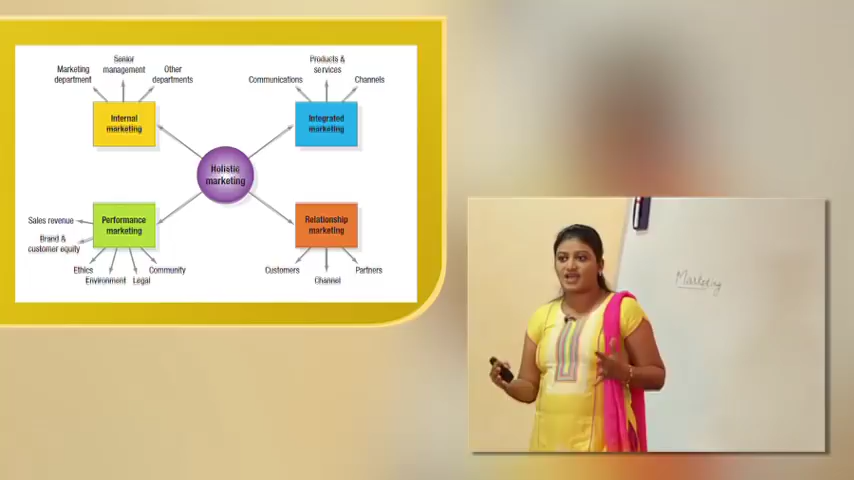 Senior
management
Marketing
department
Other
departments
Internal
marketing
Products &
services
Communications
Channels
Integrated
marketing
Holistic
marketing
Performance
marketing
Sales revenue
Brand &
customer equity
Ethics
Environment
Legal
Community
Relationship
marketing
Customers
Channel
Partners
Marketing